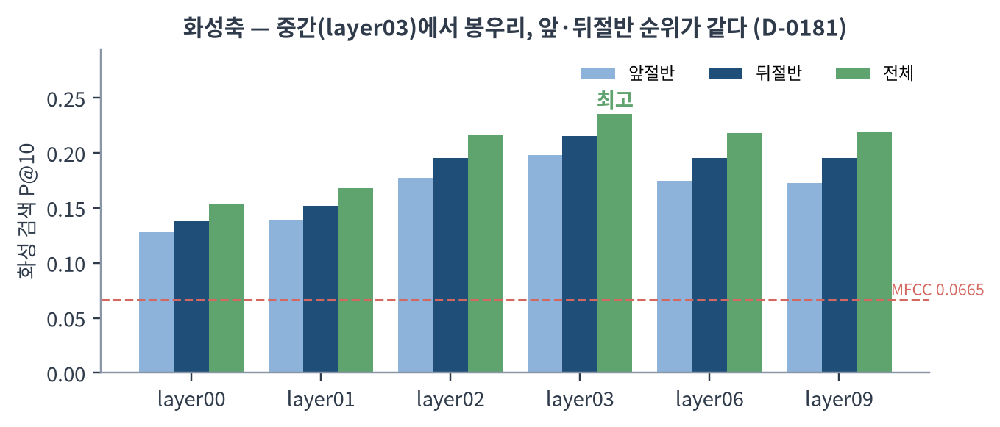 화성축 — 중간(layer03)에서 봉우리, 앞·뒤절반 순위가 같다 (D-0181)
앞절반 뒤절반 전체
최고
화성 검색 P@10
0.25
0.20
0.15
0.10
0.05
0.00
MFCC 0.0665
layer00 layer01 layer02 layer03 layer06 layer09